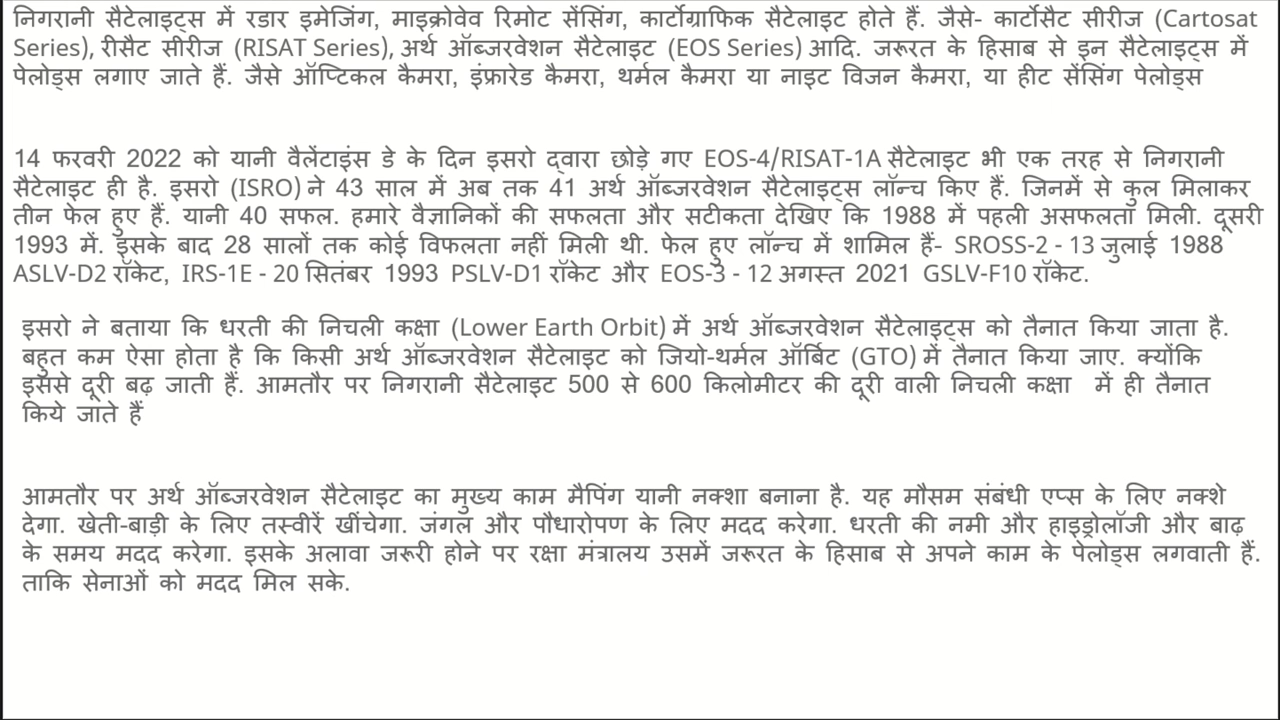 निगरानी सैटेलाइट्स में रडार इमेजिंग, माइक्रोवेव रिमोट सेंसिंग, कार्टोग्राफिक सैटेलाइट होते हैं. जैसे- कार्टोसैट सीरीज (Cartosat
Series), रीसैट सीरीज (RISAT Series), अर्थ ऑब्जरवेशन सैटेलाइट (EOS Series) आदि. जरूरत के हिसाब से इन सैटेलाइट्स में
पेलोड्स लगाए जाते हैं. जैसे ऑप्टिकल कैमरा, इंफ्रारेड कैमरा, थर्मल कैमरा या नाइट विजन कैमरा, या हीट सेंसिंग पेलोड्स
14 फरवरी 2022 को यानी वैलेंटाइंस डे के दिन इसरो द्वारा छोड़े गए EOS-4/RISAT-1A सैटेलाइट भी एक तरह से निगरानी
सैटेलाइट ही है. इसरो (ISRO) ने 43 साल में अब तक 41 अर्थ ऑब्जरवेशन सैटेलाइट्स लॉन्च किए हैं. जिनमें से कुल मिलाकर
तीन फेल हुए हैं. यानी 40 सफल. हमारे वैज्ञानिकों की सफलता और सटीकता देखिए कि 1988 में पहली असफलता मिली. दूसरी
1993 में. इसके बाद 28 सालों तक कोई विफलता नहीं मिली थी. फेल हुए लॉन्च में शामिल हैं- SROSS-2 - 13 जुलाई 1988
ASLV-D2 रॉकेट, IRS-1E - 20 सितंबर 1993 PSLV-D1 रॉकेट और EOS-3 - 12 अगस्त 2021 GSLV-F10 रॉकेट.
इसरो ने बताया कि धरती की निचली कक्षा (Lower Earth Orbit) में अर्थ ऑब्जरवेशन सैटेलाइट्स को तैनात किया जाता है.
बहुत कम ऐसा होता है कि किसी अर्थ ऑब्जरवेशन सैटेलाइट को जियो-थर्मल ऑर्बिट (GTO) में तैनात किया जाए. क्योंकि
इससे दूरी बढ़ जाती हैं. आमतौर पर निगरानी सैटेलाइट 500 से 600 किलोमीटर की दूरी वाली निचली कक्षा में ही तैनात
किये जाते हैं
आमतौर पर अर्थ ऑब्जरवेशन सैटेलाइट का मुख्य काम मैपिंग यानी नक्शा बनाना है. यह मौसम संबंधी एप्स के लिए नक्शे
देगा. खेती-बाड़ी के लिए तस्वीरें खींचेगा. जंगल और पौधारोपण के लिए मदद करेगा. धरती की नमी और हाइड्रोलॉजी और बाढ़
के समय मदद करेगा. इसके अलावा जरूरी होने पर रक्षा मंत्रालय उसमें जरूरत के हिसाब से अपने काम के पेलोड्स लगवाती हैं.
ताकि सेनाओं को मदद मिल सके.